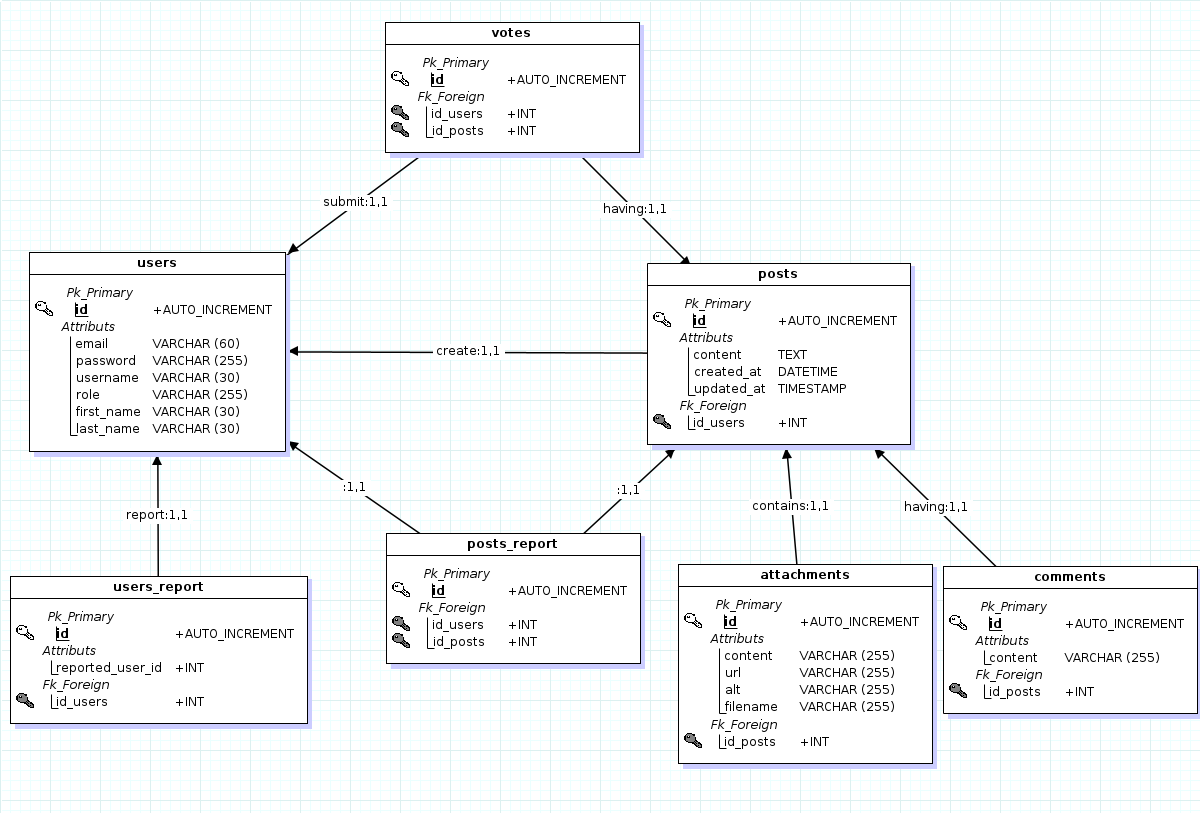 votes
Pk_Primary
id +AUTO_INCREMENT
Fk_Foreign
id_users +INT
id_posts +INT
submit:1,1
having:1,1
users
Pk_Primary
id +AUTO_INCREMENT
Attributs
email VARCHAR (60)
password VARCHAR (255)
username VARCHAR (30)
role VARCHAR (255)
first_name VARCHAR (30)
last_name VARCHAR (30)
create:1,1
posts
Pk_Primary
id +AUTO_INCREMENT
Attributs
content TEXT
created_at DATETIME
updated_at TIMESTAMP
Fk_Foreign
id_users +INT
report:1,1
:1,1
:1,1
contains:1,1
having:1,1
users_report
Pk_Primary
id +AUTO_INCREMENT
Attributs
reported_user_id +INT
Fk_Foreign
id_users +INT
posts_report
Pk_Primary
id +AUTO_INCREMENT
Fk_Foreign
id_users +INT
id_posts +INT
attachments
Pk_Primary
id +AUTO_INCREMENT
Attributs
content VARCHAR (255)
url VARCHAR (255)
alt VARCHAR (255)
filename VARCHAR (255)
Fk_Foreign
id_posts +INT
comments
Pk_Primary
id +AUTO_INCREMENT
Attributs
content VARCHAR (255)
Fk_Foreign
id_posts +INT